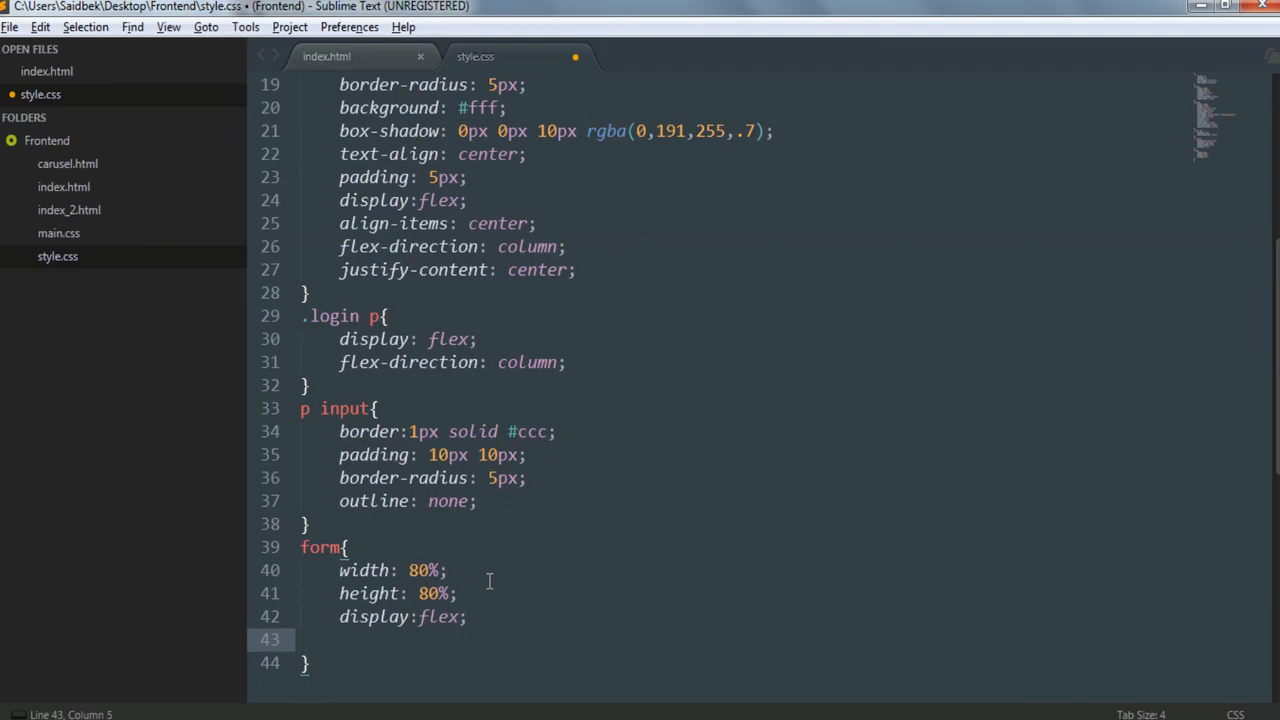 C:\Users\Saidbek\Desktop\Frontend\style.css • (Frontend) - Sublime Text (UNREGISTERED)
File Edit Selection Find View Goto Tools Project Preferences Help
OPEN FILES
index.html
style.css
FOLDERS
Frontend
carusel.html
index.html
index_2.html
main.css
style.css
index.html
style.css
19 border-radius: 5px;
20 background: #fff;
21 box-shadow: 0px 0px 10px rgba(0,191,255,.7);
22 text-align: center;
23 padding: 5px;
24 display:flex;
25 align-items: center;
26 flex-direction: column;
27 justify-content: center;
28 }
29 .login p{
30 display: flex;
31 flex-direction: column;
32 }
33 p input{
34 border:1px solid #ccc;
35 padding: 10px 10px;
36 border-radius: 5px;
37 outline: none;
38 }
39 form{
40 width: 80%;
41 height: 80%;
42 display:flex;
43
44 }
Line 43, Column 5
Tab Size: 4
CSS